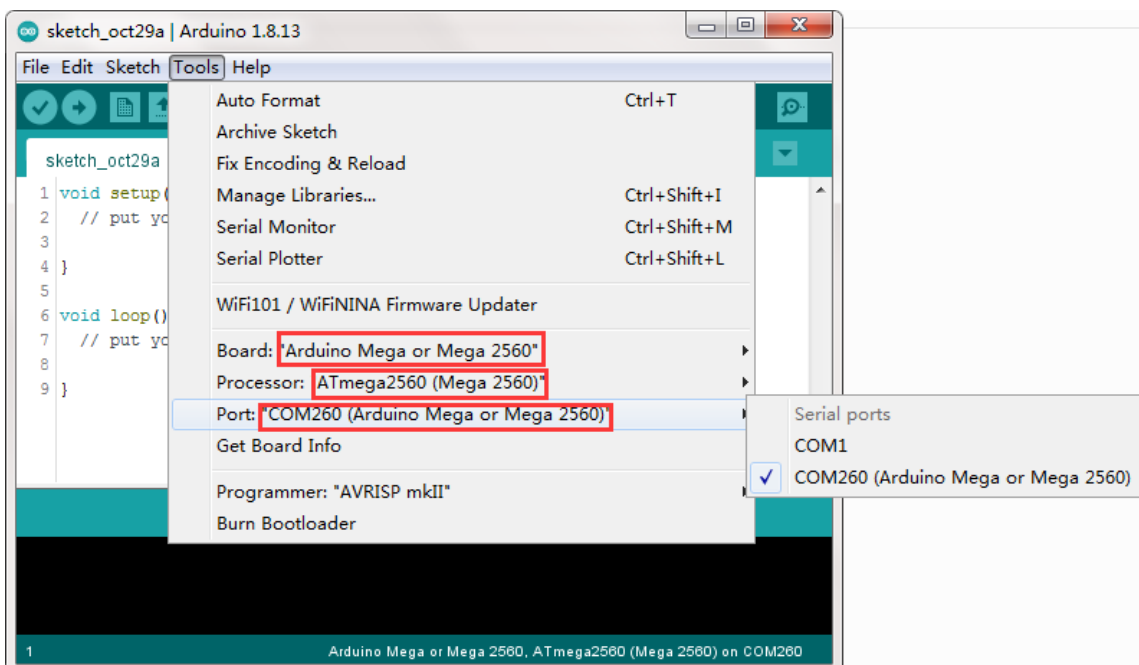 sketch_oct29a | Arduino 1.8.13
File Edit Sketch Tools Help
Auto Format Ctrl+T
Archive Sketch
sketch_oct29a
Fix Encoding & Reload
1 void setup(
Manage Libraries... Ctrl+Shift+I
2 // put yo
Serial Monitor Ctrl+Shift+M
3
Serial Plotter Ctrl+Shift+L
4 }
5
WiFi101 / WiFiNINA Firmware Updater
6 void loop()
7 // put yo
Board: "Arduino Mega or Mega 2560"
8
Processor: "ATmega2560 (Mega 2560)"
9 }
Port: "COM260 (Arduino Mega or Mega 2560)"
Serial ports
Get Board Info
COM1
COM260 (Arduino Mega or Mega 2560)
Programmer: "AVRISP mkII"
Burn Bootloader
1 Arduino Mega or Mega 2560, ATmega2560 (Mega 2560) on COM260